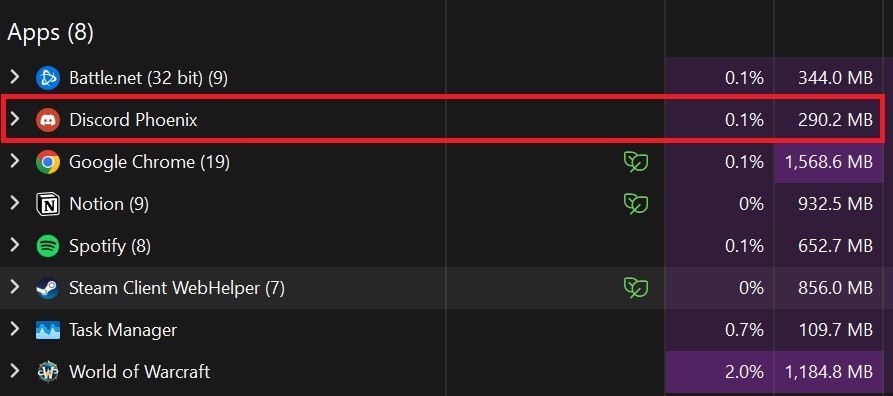 Apps (8)
Battle.net (32 bit) (9) 0.1% 344.0 MB
Discord Phoenix 0.1% 290.2 MB
Google Chrome (19) 0.1% 1,568.6 MB
Notion (9) 0% 932.5 MB
Spotify (8) 0.1% 652.7 MB
Steam Client WebHelper (7) 0% 856.0 MB
Task Manager 0.7% 109.7 MB
World of Warcraft 2.0% 1,184.8 MB